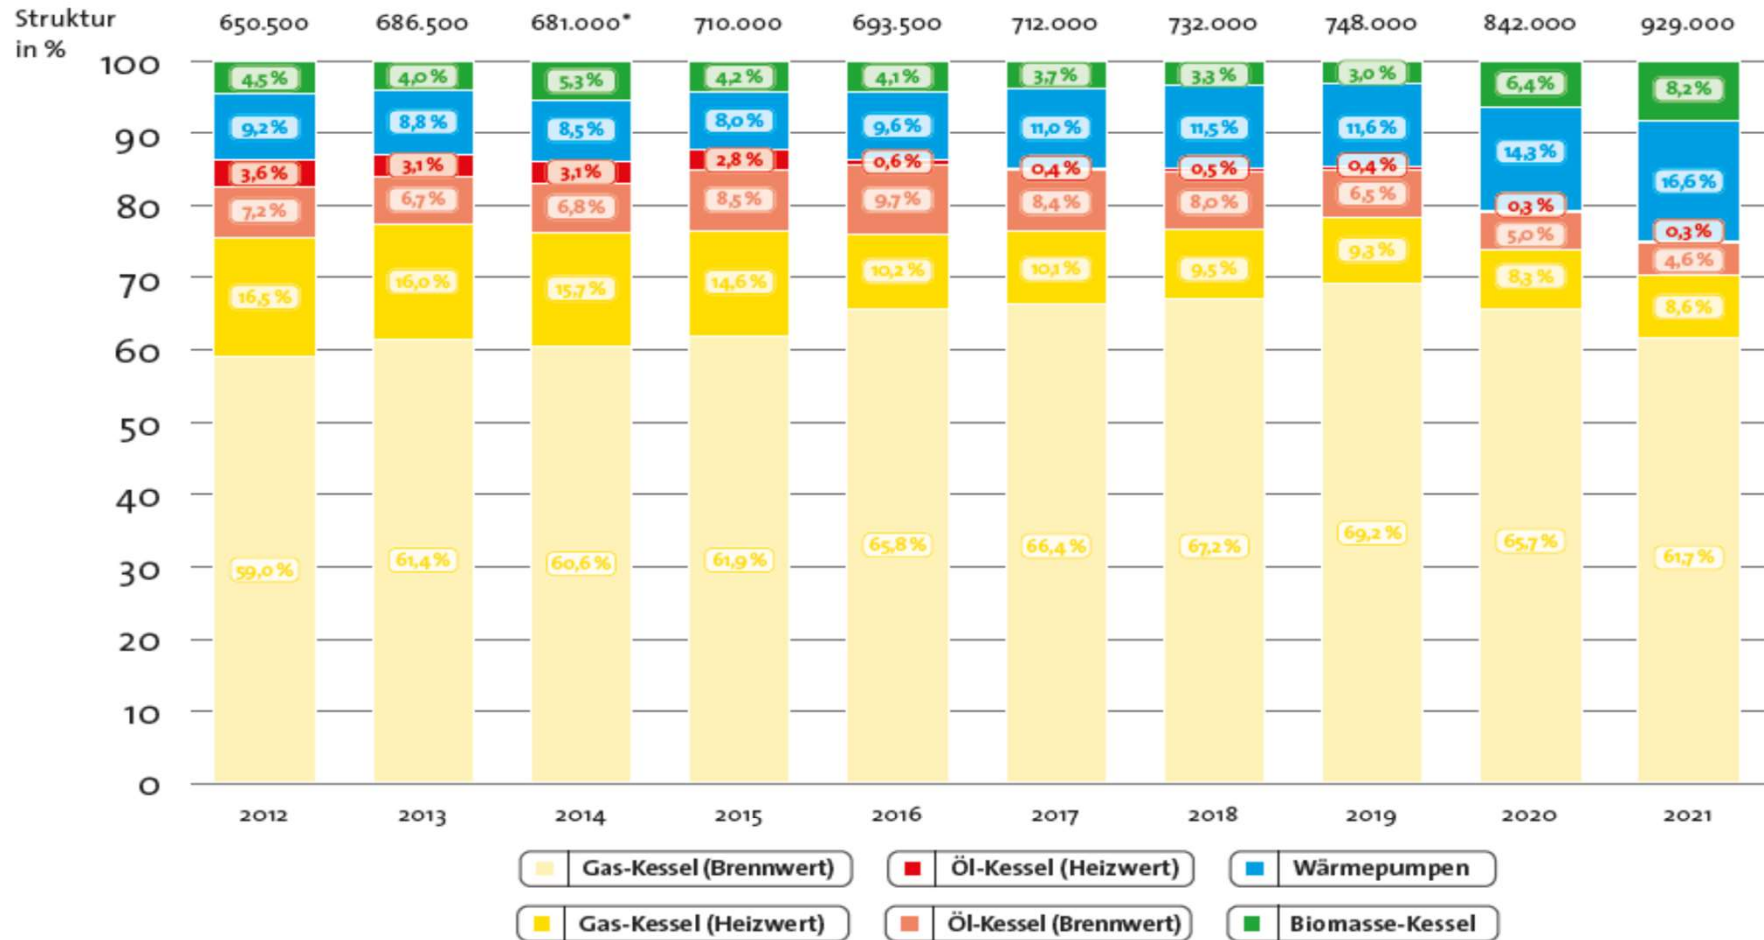 Struktur
in %
650.500 686.500 681.000* 710.000 693.500 712.000 732.000 748.000 842.000 929.000
100
4,5 % 4,0 % 5,3 % 4,2 % 4,1 % 3,7 % 3,3 % 3,0 % 6,4 % 8,2 %
90
9,2 % 8,8 % 8,5 % 8,0 % 9,6 % 11,0 % 11,5 % 11,6 % 14,3 % 16,6 %
3,6 % 3,1 % 3,1 % 2,8 % 0,6 % 0,4 % 0,5 % 0,4 % 0,3 % 0,3 %
80
7,2 % 6,7 % 6,8 % 8,5 % 9,7 % 8,4 % 8,0 % 6,5 % 5,0 % 4,6 %
70
16,5 % 16,0 % 15,7 % 14,6 % 10,2 % 10,1 % 9,5 % 9,3 % 8,3 % 8,6 %
60
50
40
59,0 % 61,4 % 60,6 % 61,9 % 65,8 % 66,4 % 67,2 % 69,2 % 65,7 % 61,7 %
30
20
10
0
2012 2013 2014 2015 2016 2017 2018 2019 2020 2021
Gas-Kessel (Brennwert) Öl-Kessel (Heizwert) Wärmepumpen
Gas-Kessel (Heizwert) Öl-Kessel (Brennwert) Biomasse-Kessel